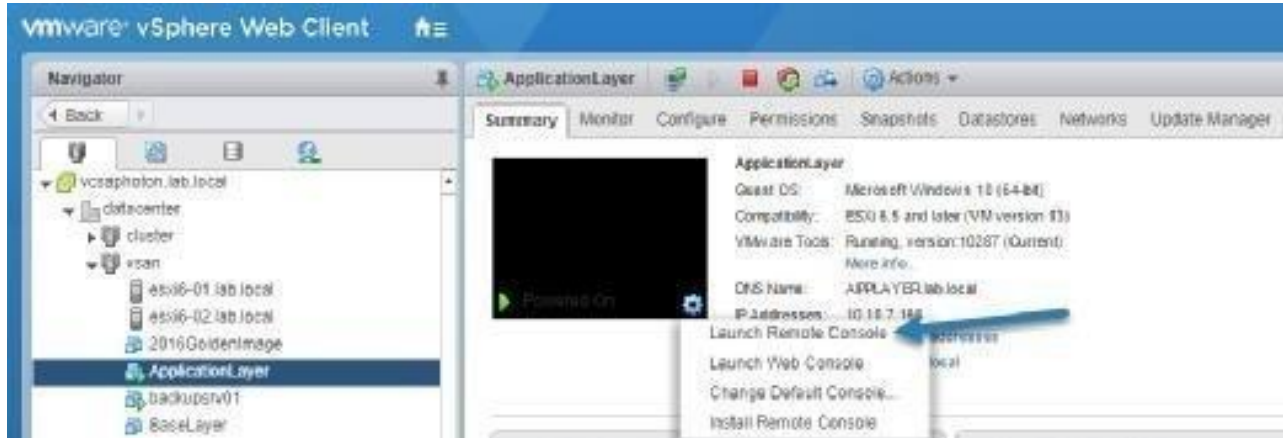 vmware vSphere Web Client
Navigator
Back
vcsaphoton.lab.local
datacenter
cluster
vsan
esxi6-01.lab.local
esxi6-02.lab.local
2016GoldenImage
ApplicationLayer
backupsrv01
BaseLayer
ApplicationLayer
Actions
Summary Monitor Configure Permissions Snapshots Datastores Networks Update Manager
Powered On
ApplicationLayer
Guest OS: Microsoft Windows 10 (64-bit)
Compatibility: ESXi 6.5 and later (VM version 13)
VMware Tools: Running, version:10287 (Current)
More info
DNS Name: APPLAYER.lab.local
IP Addresses:
Launch Remote Console
Launch Web Console
Change Default Console...
Install Remote Console